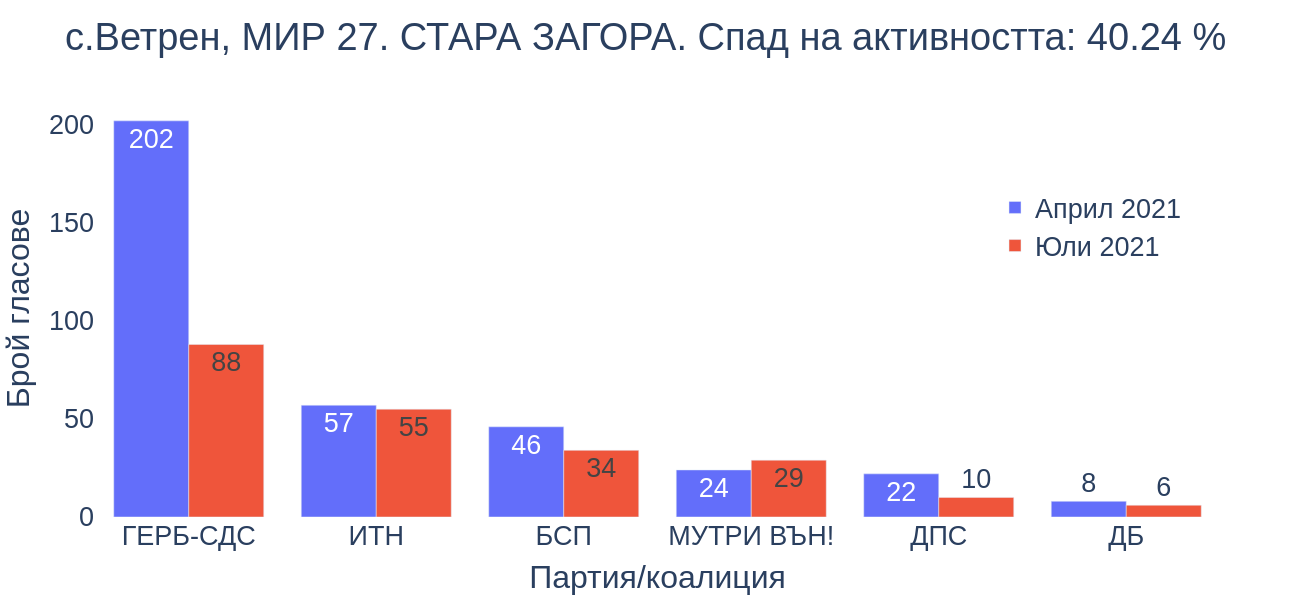 с.Ветрен, МИР 27. СТАРА ЗАГОРА. Спад на активността: 40.24 %
200
150
100
50
0
Брой гласове
202
88
57
55
46
34
24
29
22
10
8
6
Април 2021
Юли 2021
ГЕРБ-СДС
ИТН
БСП
МУТРИ ВЪН!
ДПС
ДБ
Партия/коалиция